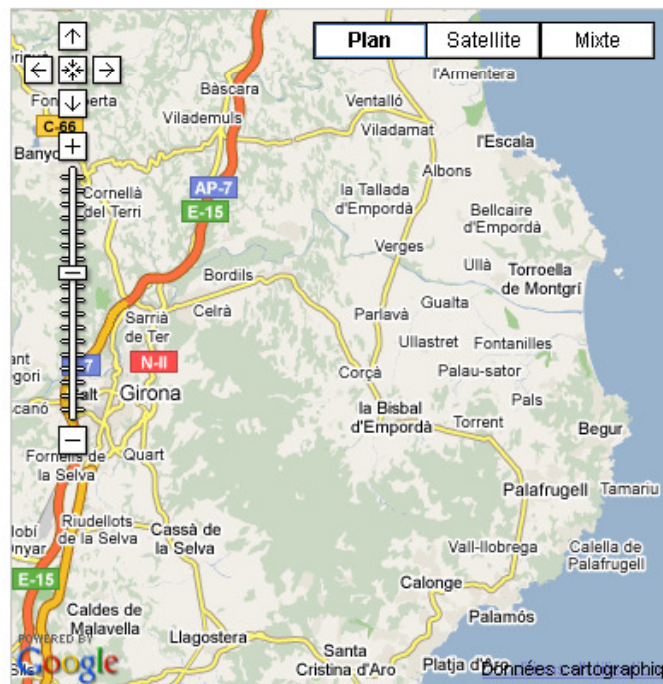 Plan
Satellite
Mixte
l'Armentera
Bàscara
Ventalló
C-66
Vilademuls
Viladamat
l'Escala
Albons
AP-7
Cornellà
del Terri
la Tallada
d'Empordà
E-15
Bellcaire
d'Empordà
Verges
Bordils
Ullà
Torroella
de Montgrí
Celrà
Gualta
Sarrià
de Ter
Parlavà
Ullastret
Fontanilles
N-II
Corçà
Palau-sator
Girona
la Bisbal
d'Empordà
Pals
Torrent
Begur
Fornells de
la Selva
Quart
Palafrugell
Tamariu
Riudellots
de la Selva
Cassà de
la Selva
Vall-llobrega
Calella de
Palafrugell
E-15
Calonge
Caldes de
Malavella
Palamós
Llagostera
POWERED BY
Google
Santa
Cristina d'Aro
Platja d'Aro
Données cartographiq